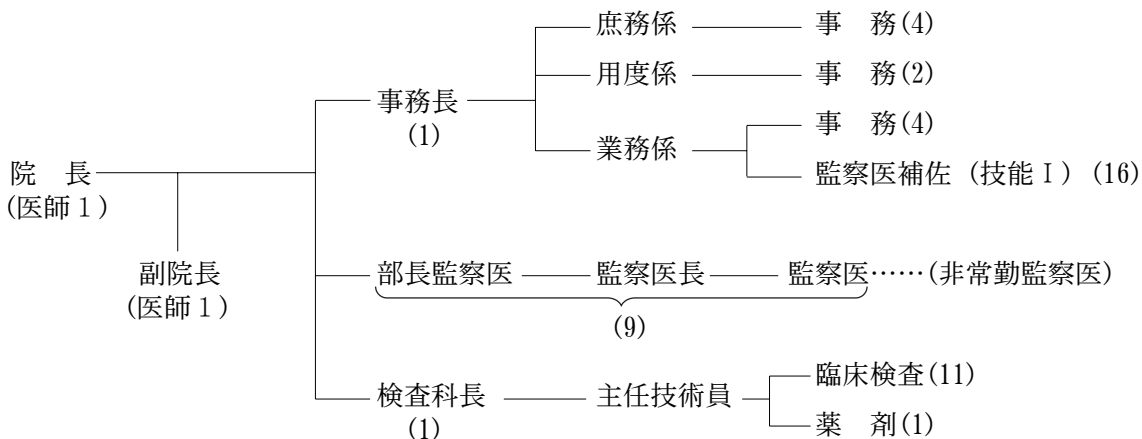 庶務係 事 務(4)
用度係 事 務(2)
事務長 事 務(4)
(1)
業務係
院 長 監察医補佐 (技能Ⅰ) (16)
(医師1)
副院長 部長監察医 監察医長 監察医……(非常勤監察医)
(医師1)
(9)
臨床検査(11)
検査科長 主任技術員
(1)
薬 剤(1)